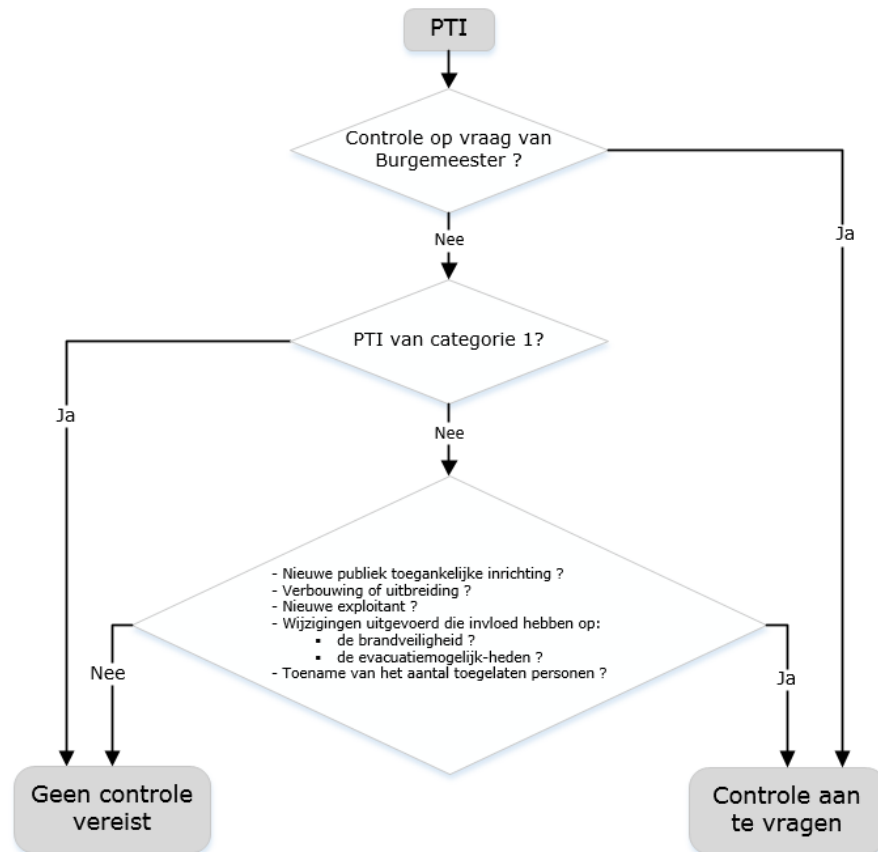 PTI
Controle op vraag van
Burgemeester ?
Ja
Nee
PTI van categorie 1?
Ja
Nee
- Nieuwe publiek toegankelijke inrichting ?
- Verbouwing of uitbreiding ?
- Nieuwe exploitant ?
- Wijzigingen uitgevoerd die invloed hebben op:
▪ de brandveiligheid ?
▪ de evacuatiemogelijk-heden ?
- Toename van het aantal toegelaten personen ?
Nee
Ja
Geen controle
vereist
Controle aan
te vragen